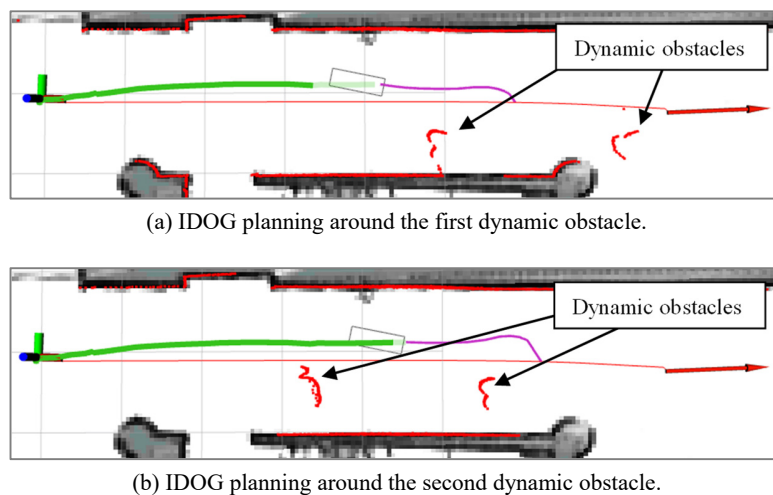 Dynamic obstacles
(a) IDOG planning around the first dynamic obstacle.
Dynamic obstacles
(b) IDOG planning around the second dynamic obstacle.